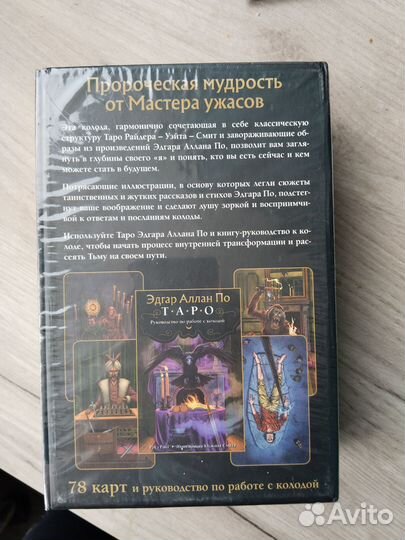 Пророческая мудрость
от Мастера ужасов
Эта колода, гармонично сочетающая в себе классическую
структуру Таро Райдера – Уэйта – Смит и завораживающие об-
разы из произведений Эдгара Аллана По, позволит вам загля-
нуть в глубины своего «я» и понять, кто вы есть сейчас и кем
можете стать в будущем.
Потрясающие иллюстрации, в основу которых легли сюжеты
таинственных и жутких рассказов и стихов По, подстег-
нут ваше воображение и сделают душу зоркой и восприимчи-
вой к ответам и посланиям колоды.
Используйте Таро Эдгара Аллана По и книгу-руководство к ко-
лоде, чтобы начать процесс внутренней трансформации и рас-
сеять Тьму на своем пути.
Эдгар Аллан По
Т•А•Р•О
Руководство по работе с колодой
78 карт и руководство по работе с колодой
Avito